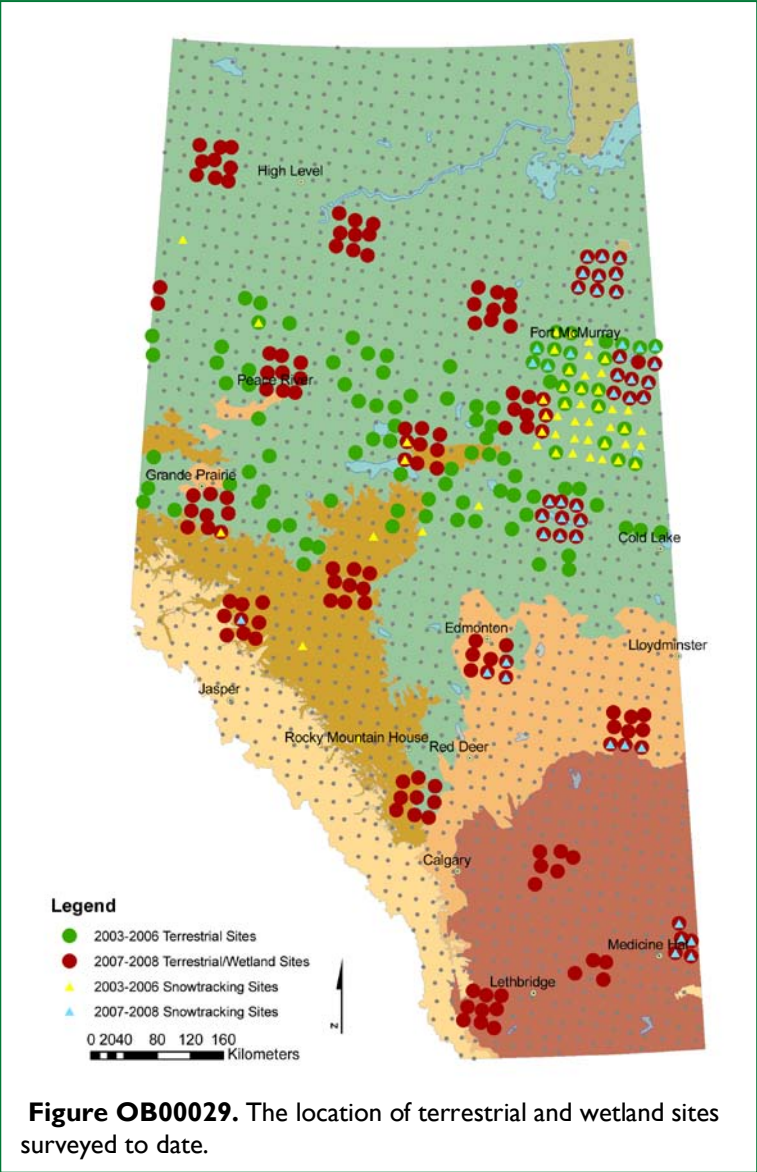 High Level
Fort McMurray
Peace River
Grande Prairie
Cold Lake
Edmonton
Lloydminster
Jasper
Rocky Mountain House
Red Deer
Calgary
Legend
2003-2006 Terrestrial Sites
2007-2008 Terrestrial/Wetland Sites
2003-2006 Snowtracking Sites
2007-2008 Snowtracking Sites
Medicine Hat
Lethbridge
z
0 2040 80 120 160
Kilometers
Figure OB00029. The location of terrestrial and wetland sites
surveyed to date.